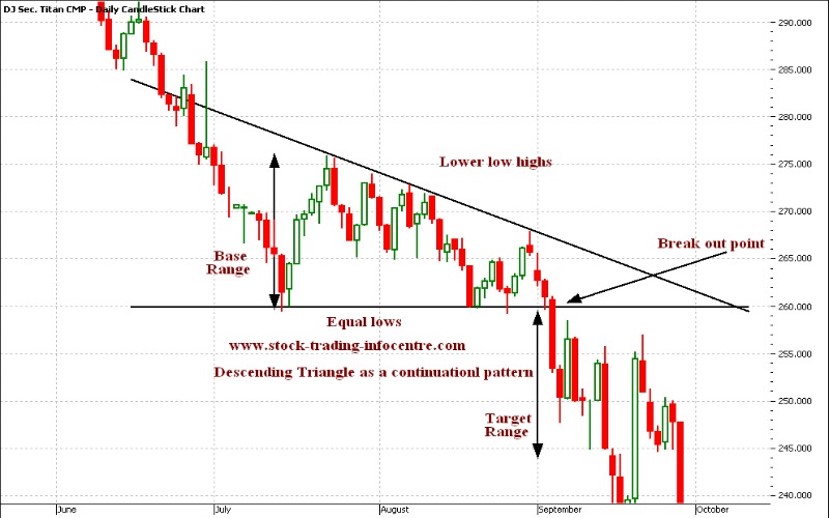 DJ Sec. Titan CMP - Daily CandleStick Chart
290.000
285.000
280.000
275.000
Lower low highs
270.000
Break out point
Base
Range
265.000
260.000
Equal lows
www.stock-trading-infocentre.com
255.000
Descending Triangle as a continuationl pattern
250.000
Target
Range
245.000
240.000
June
July
August
September
October